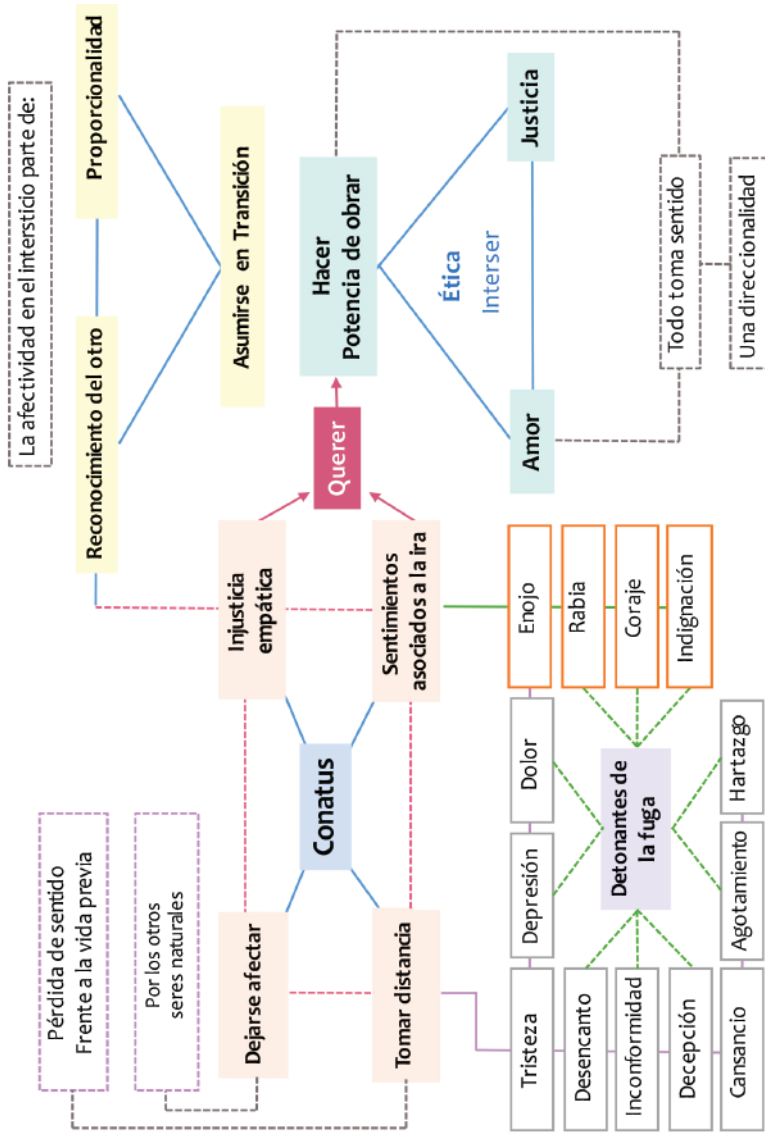 Pérdida de sentido
Frente a la vida previa
Por los otros
seres naturales
La afectividad en el intersticio parte de:
Reconocimiento del otro
Proporcionalidad
Asumirse en Transición
Dejarse afectar
Injusticia
empática
Conatus
Tomar distancia
Sentimientos
asociados a la ira
Querer
Hacer
Potencia de obrar
Ética
Interser
Amor
Justicia
Todo toma sentido
Una direccionalidad
Tristeza
Depresión
Dolor
Enojo
Desencanto
Rabia
Inconformidad
Detonantes de
la fuga
Coraje
Decepción
Indignación
Cansancio
Agotamiento
Hartazgo